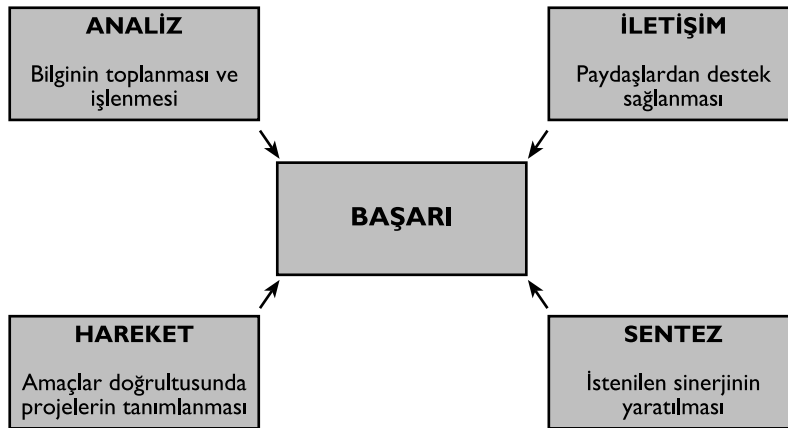 ANALİZ
Bilginin toplanması ve
işlenmesi
İLETİŞİM
Paydaşlardan destek
sağlanması
BAŞARI
HAREKET
Amaçlar doğrultusunda
projelerin tanımlanması
SENTEZ
İstenilen sinerjinin
yaratılması